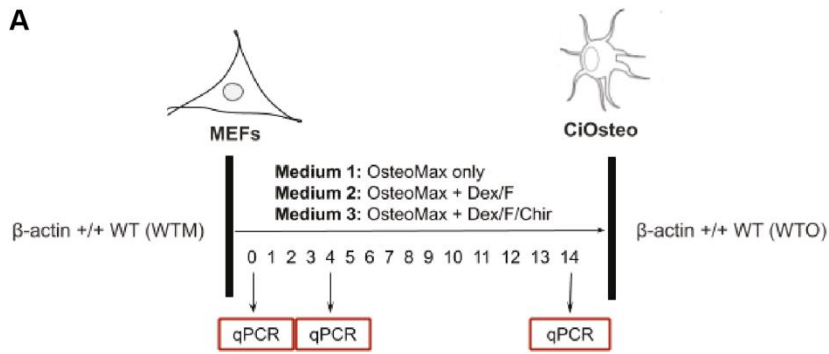 A
MEFs
CiOsteo
Medium 1: OsteoMax only
Medium 2: OsteoMax + Dex/F
Medium 3: OsteoMax + Dex/F/Chir
β-actin +/+ WT (WTM)
β-actin +/+ WT (WTO)
0 1 2 3 4 5 6 7 8 9 10 11 12 13 14
qPCR qPCR qPCR